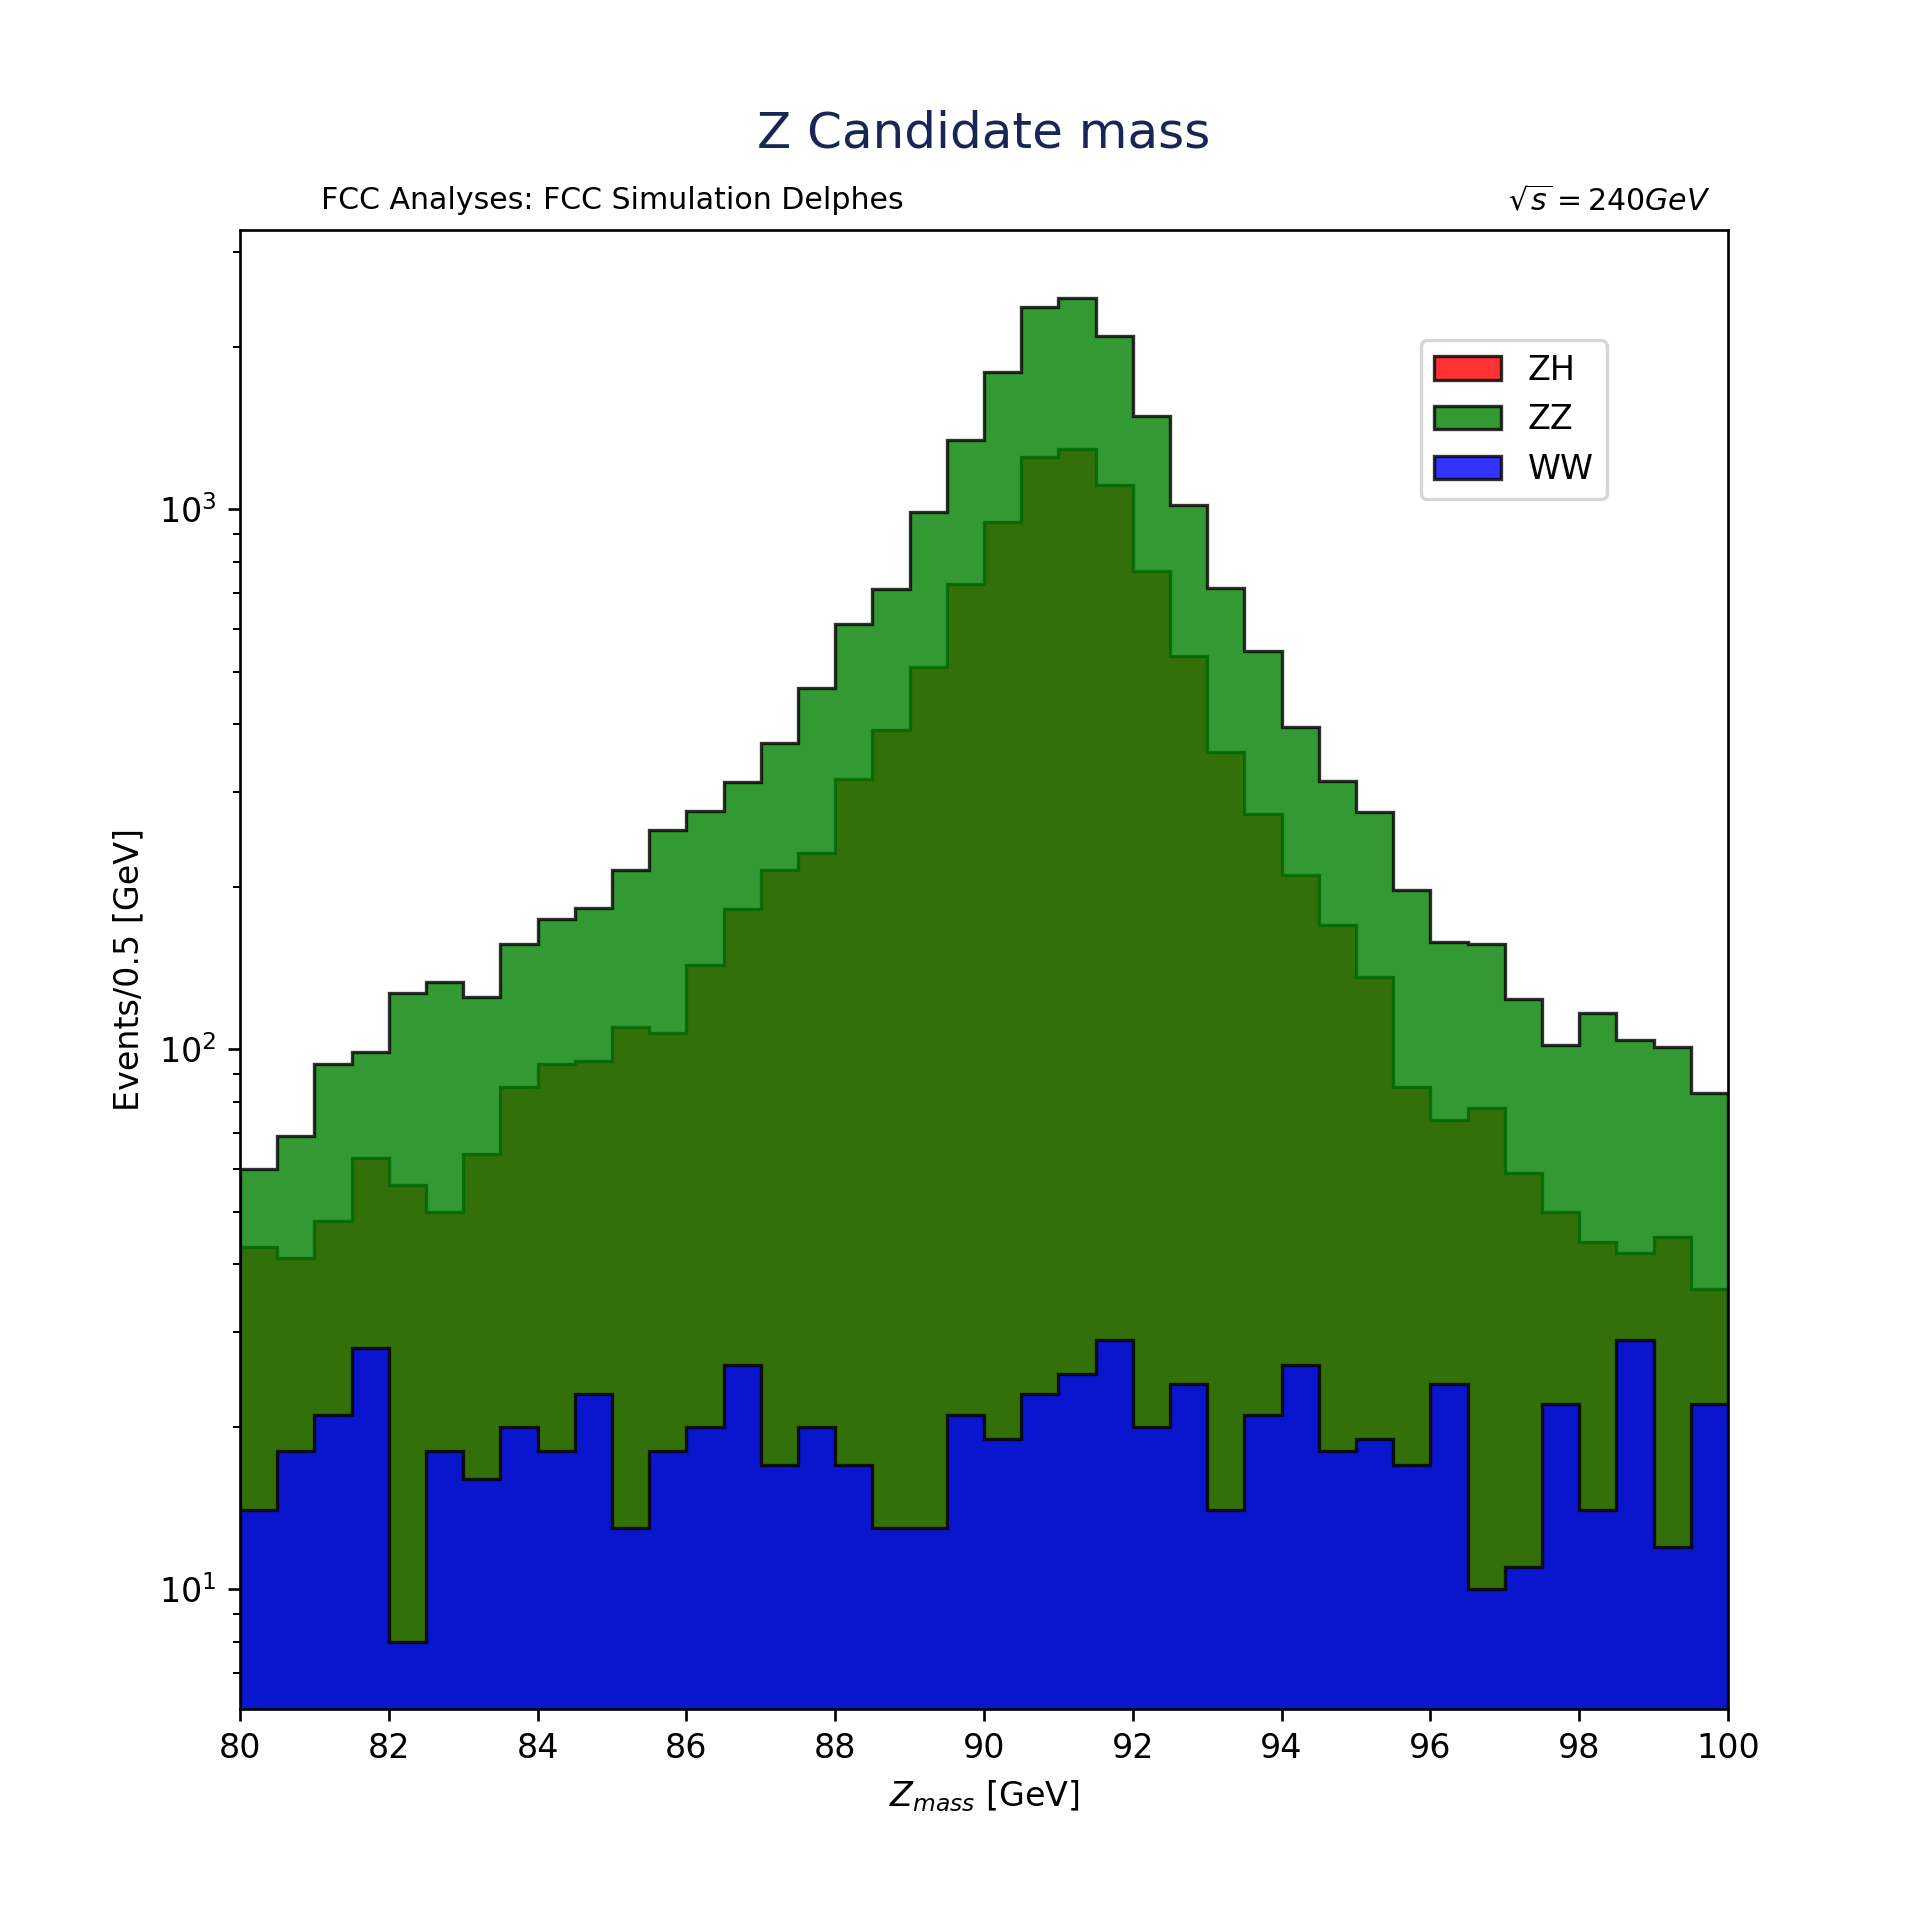 Z Candidate mass
FCC Analyses: FCC Simulation Delphes
√s = 240GeV
ZH
ZZ
WW
10³
10²
10¹
Events/0.5 [GeV]
80 82 84 86 88 90 92 94 96 98 100
Z_mass [GeV]